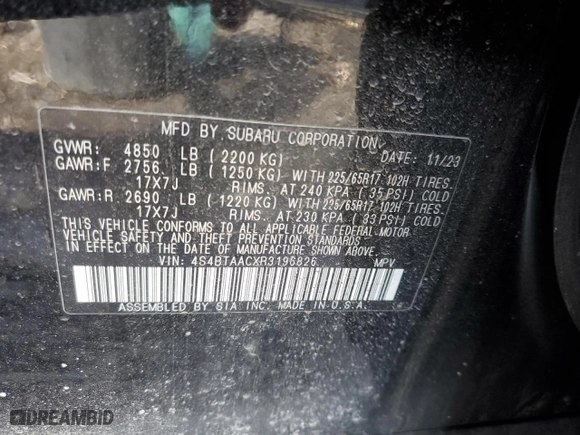 MFD BY SUBARU CORPORATION
GVWR: 4850 LB (2200 KG) DATE: 11/23
GAWR:F 2756 LB (1250 KG) WITH 225/65R17 102H TIRES.
17X7J RIMS. AT 240 KPA (35 PSI) COLD
GAWR:R 2690 LB (1220 KG) WITH 225/65R17 102H TIRES.
17X7J RIMS. AT 230 KPA (33 PSI) COLD
THIS VEHICLE CONFORMS TO ALL APPLICABLE FEDERAL MOTOR
VEHICLE SAFETY, AND THEFT PREVENTION STANDARDS
IN EFFECT ON THE DATE OF MANUFACTURE SHOWN ABOVE.
VIN: 4S4BTAACXR3196826 MPV
ASSEMBLED BY SIA INC. MADE IN U.S.A.
DREAMBID